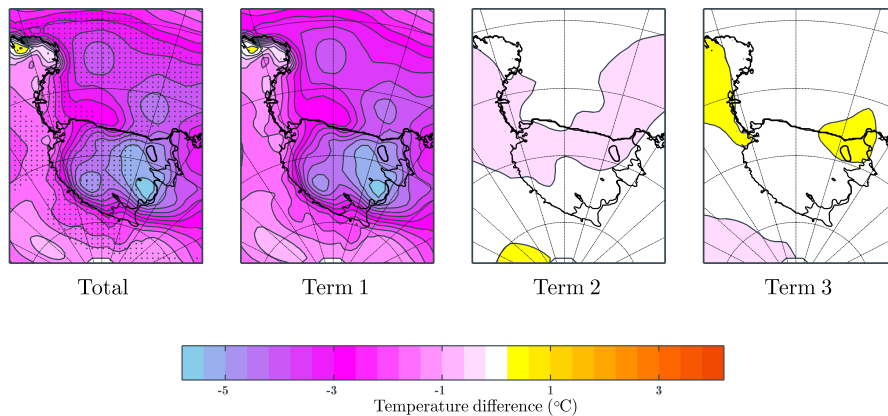 Total Term 1 Term 2 Term 3
-5 -3 -1 1 3
Temperature difference (°C)